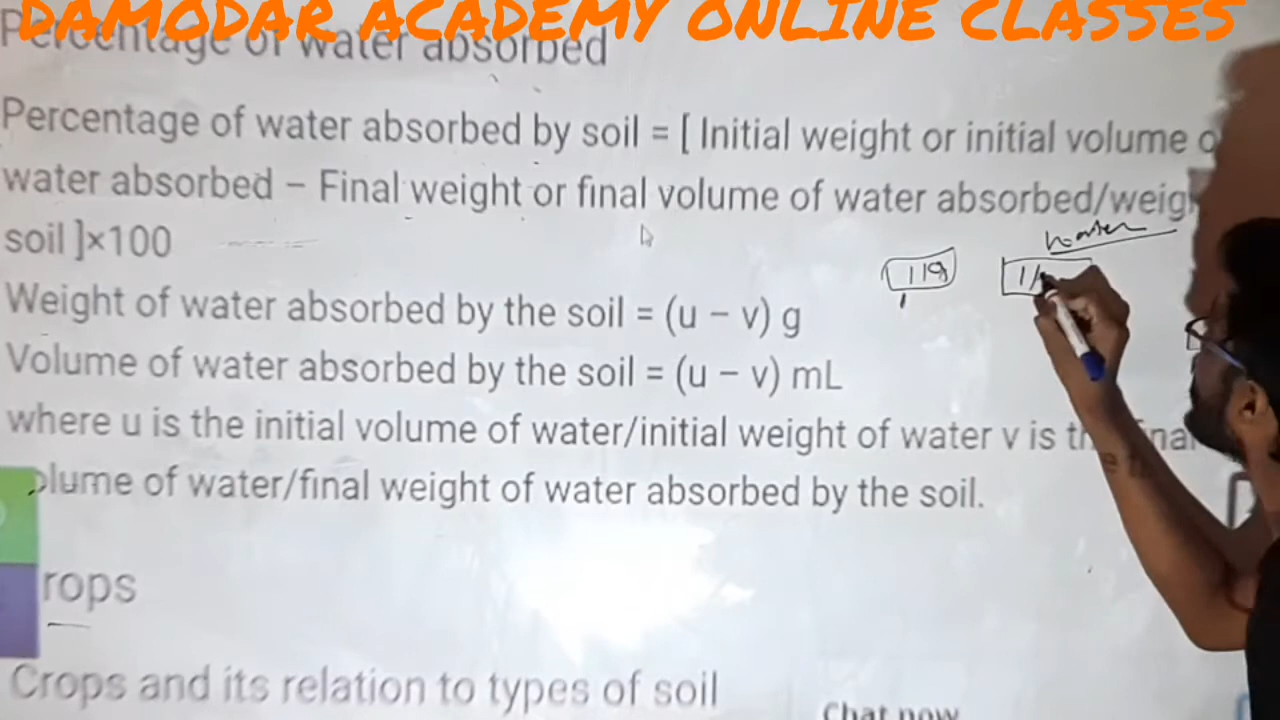 DAMODAR ACADEMY ONLINE CLASSES
Percentage of water absorbed
Percentage of water absorbed by soil = [ Initial weight or initial volume o
water absorbed – Final weight or final volume of water absorbed/weig
soil ]×100
water
Weight of water absorbed by the soil = (u – v) g
Volume of water absorbed by the soil = (u – v) mL
where u is the initial volume of water/initial weight of water v is th
olume of water/final weight of water absorbed by the soil.
rops
Crops and its relation to types of soil
Chat now